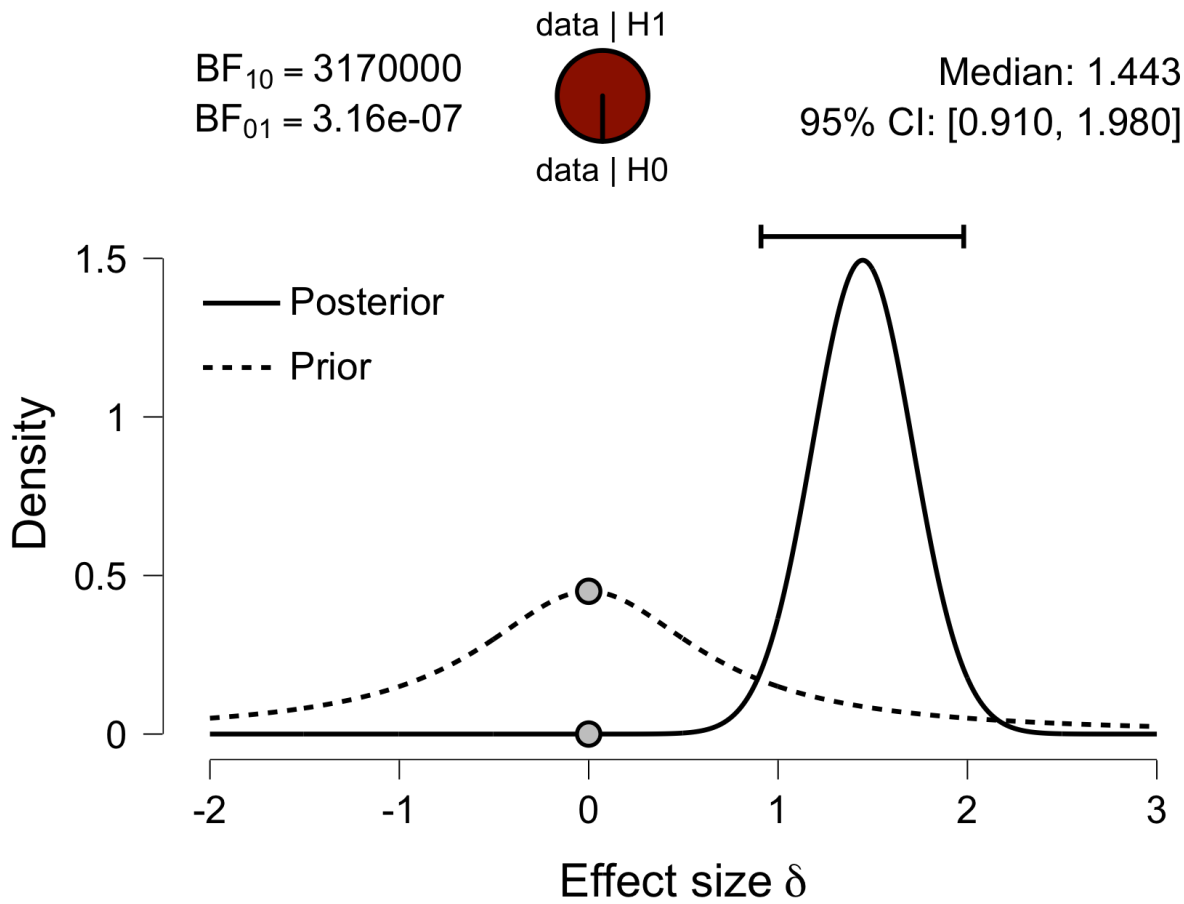 data | H1
BF10 = 3170000
BF01 = 3.16e-07
data | H0
Median: 1.443
95% CI: [0.910, 1.980]
Posterior
Prior
Density
1.5
1
0.5
0
-2
-1
0
1
2
3
Effect size δ